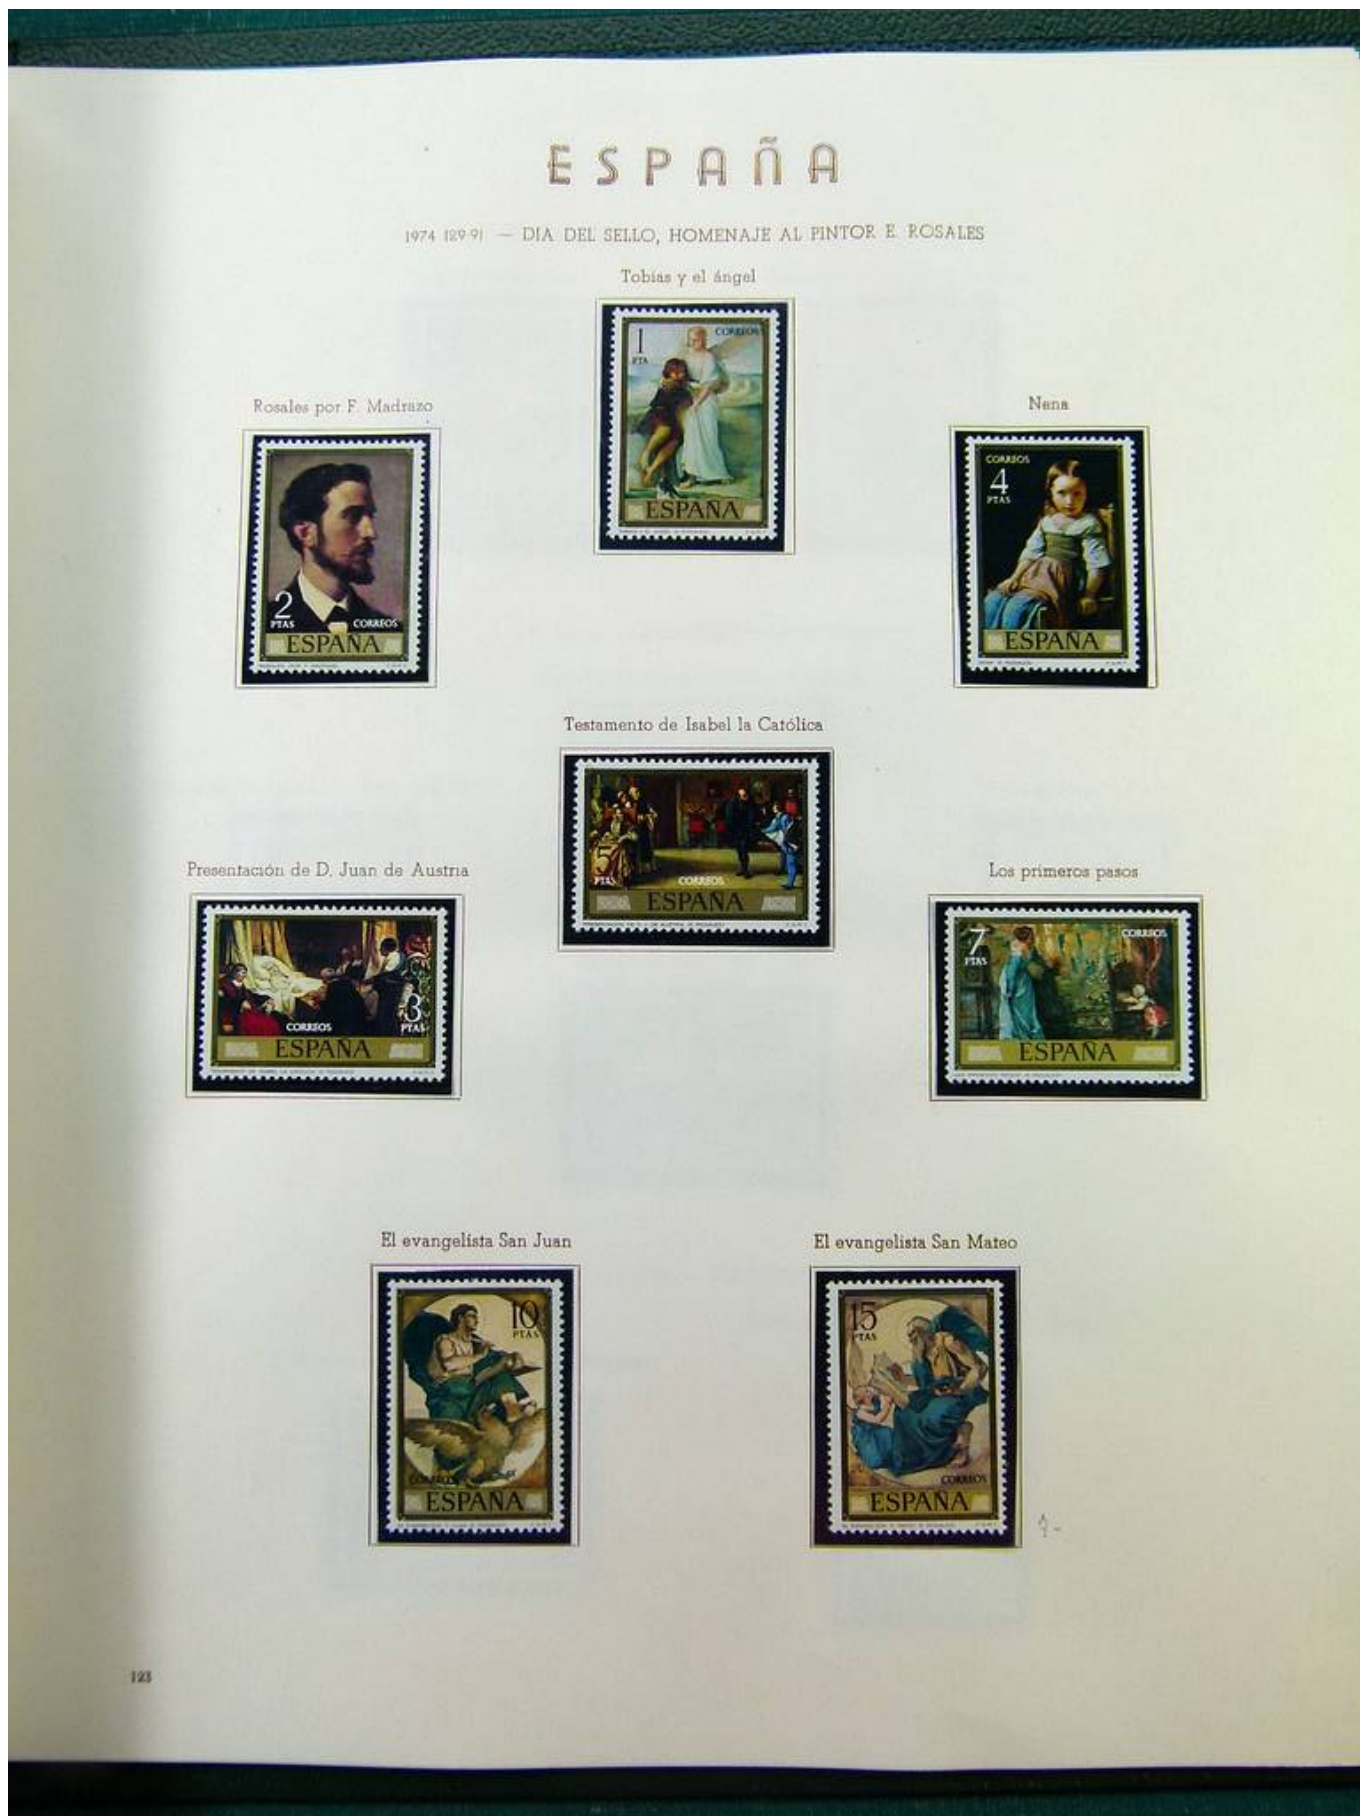 ESPAÑA
1974 (29-9) — DIA DEL SELLO, HOMENAJE AL PINTOR E. ROSALES
Tobías y el ángel
1 PTA
CORREOS
ESPAÑA
Rosales por F. Madrazo
2 PTAS
CORREOS
ESPAÑA
Nena
CORREOS
4 PTAS
ESPAÑA
Testamento de Isabel la Católica
5 PTAS
CORREOS
ESPAÑA
Presentación de D. Juan de Austria
CORREOS
3 PTAS
ESPAÑA
Los primeros pasos
7 PTAS
CORREOS
ESPAÑA
El evangelista San Juan
10 PTAS
CORREOS
ESPAÑA
El evangelista San Mateo
15 PTAS
CORREOS
ESPAÑA
123